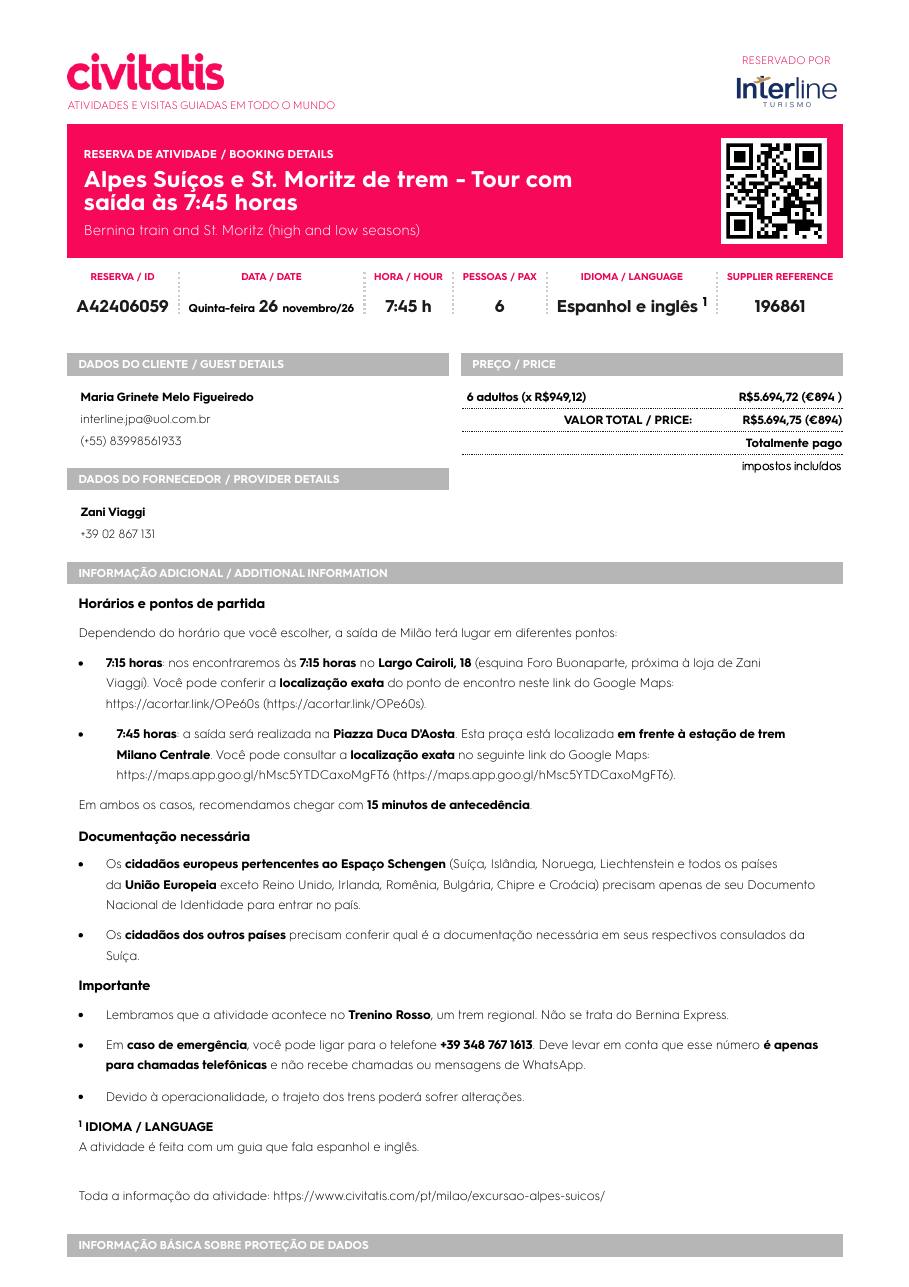 civitatis
ATIVIDADES E VISITAS GUIADAS EM TODO O MUNDO
RESERVADO POR
Interline
TURISMO
RESERVA DE ATIVIDADE / BOOKING DETAILS
Alpes Suíços e St. Moritz de trem - Tour com
saída às 7:45 horas
Bernina train and St. Moritz (high and low seasons)
RESERVA / ID
DATA / DATE
HORA / HOUR
PESSOAS / PAX
IDIOMA / LANGUAGE
SUPPLIER REFERENCE
A42406059
Quinta-feira 26 novembro/26
7:45 h
6
Espanhol e inglês 1
196861
DADOS DO CLIENTE / GUEST DETAILS
Maria Grinete Melo Figueiredo
interline.jpa@uol.com.br
(+55) 83998561933
DADOS DO FORNECEDOR / PROVIDER DETAILS
Zani Viaggi
+39 02 867 131
PREÇO / PRICE
6 adultos (x R$949,12) R$5.694,72 (€894 )
VALOR TOTAL / PRICE: R$5.694,75 (€894)
Totalmente pago
impostos incluídos
INFORMAÇÃO ADICIONAL / ADDITIONAL INFORMATION
Horários e pontos de partida
Dependendo do horário que você escolher, a saída de Milão terá lugar em diferentes pontos:
• 7:15 horas: nos encontraremos às 7:15 horas no Largo Cairoli, 18 (esquina Foro Buonaparte, próxima à loja de Zani
Viaggi). Você pode conferir a localização exata do ponto de encontro neste link do Google Maps:
https://acortar.link/OPe60s (https://acortar.link/OPe60s).
• 7:45 horas: a saída será realizada na Piazza Duca D'Aosta. Esta praça está localizada em frente à estação de trem
Milano Centrale. Você pode consultar a localização exata no seguinte link do Google Maps:
https://maps.app.goo.gl/hMsc5YTDCaxoMgFT6 (https://maps.app.goo.gl/hMsc5YTDCaxoMgFT6).
Em ambos os casos, recomendamos chegar com 15 minutos de antecedência.
Documentação necessária
• Os cidadãos europeus pertencentes ao Espaço Schengen (Suíça, Islândia, Noruega, Liechtenstein e todos os países
da União Europeia exceto Reino Unido, Irlanda, Romênia, Bulgária, Chipre e Croácia) precisam apenas de seu Documento
Nacional de Identidade para entrar no país.
• Os cidadãos dos outros países precisam conferir qual é a documentação necessária em seus respectivos consulados da
Suíça.
Importante
• Lembramos que a atividade acontece no Trenino Rosso, um trem regional. Não se trata do Bernina Express.
• Em caso de emergência, você pode ligar para o telefone +39 348 767 1613. Deve levar em conta que esse número é apenas
para chamadas telefônicas e não recebe chamadas ou mensagens de WhatsApp.
• Devido à operacionalidade, o trajeto dos trens poderá sofrer alterações.
1 IDIOMA / LANGUAGE
A atividade é feita com um guia que fala espanhol e inglês.
Toda a informação da atividade: https://www.civitatis.com/pt/milao/excursao-alpes-suicos/
INFORMAÇÃO BÁSICA SOBRE PROTEÇÃO DE DADOS